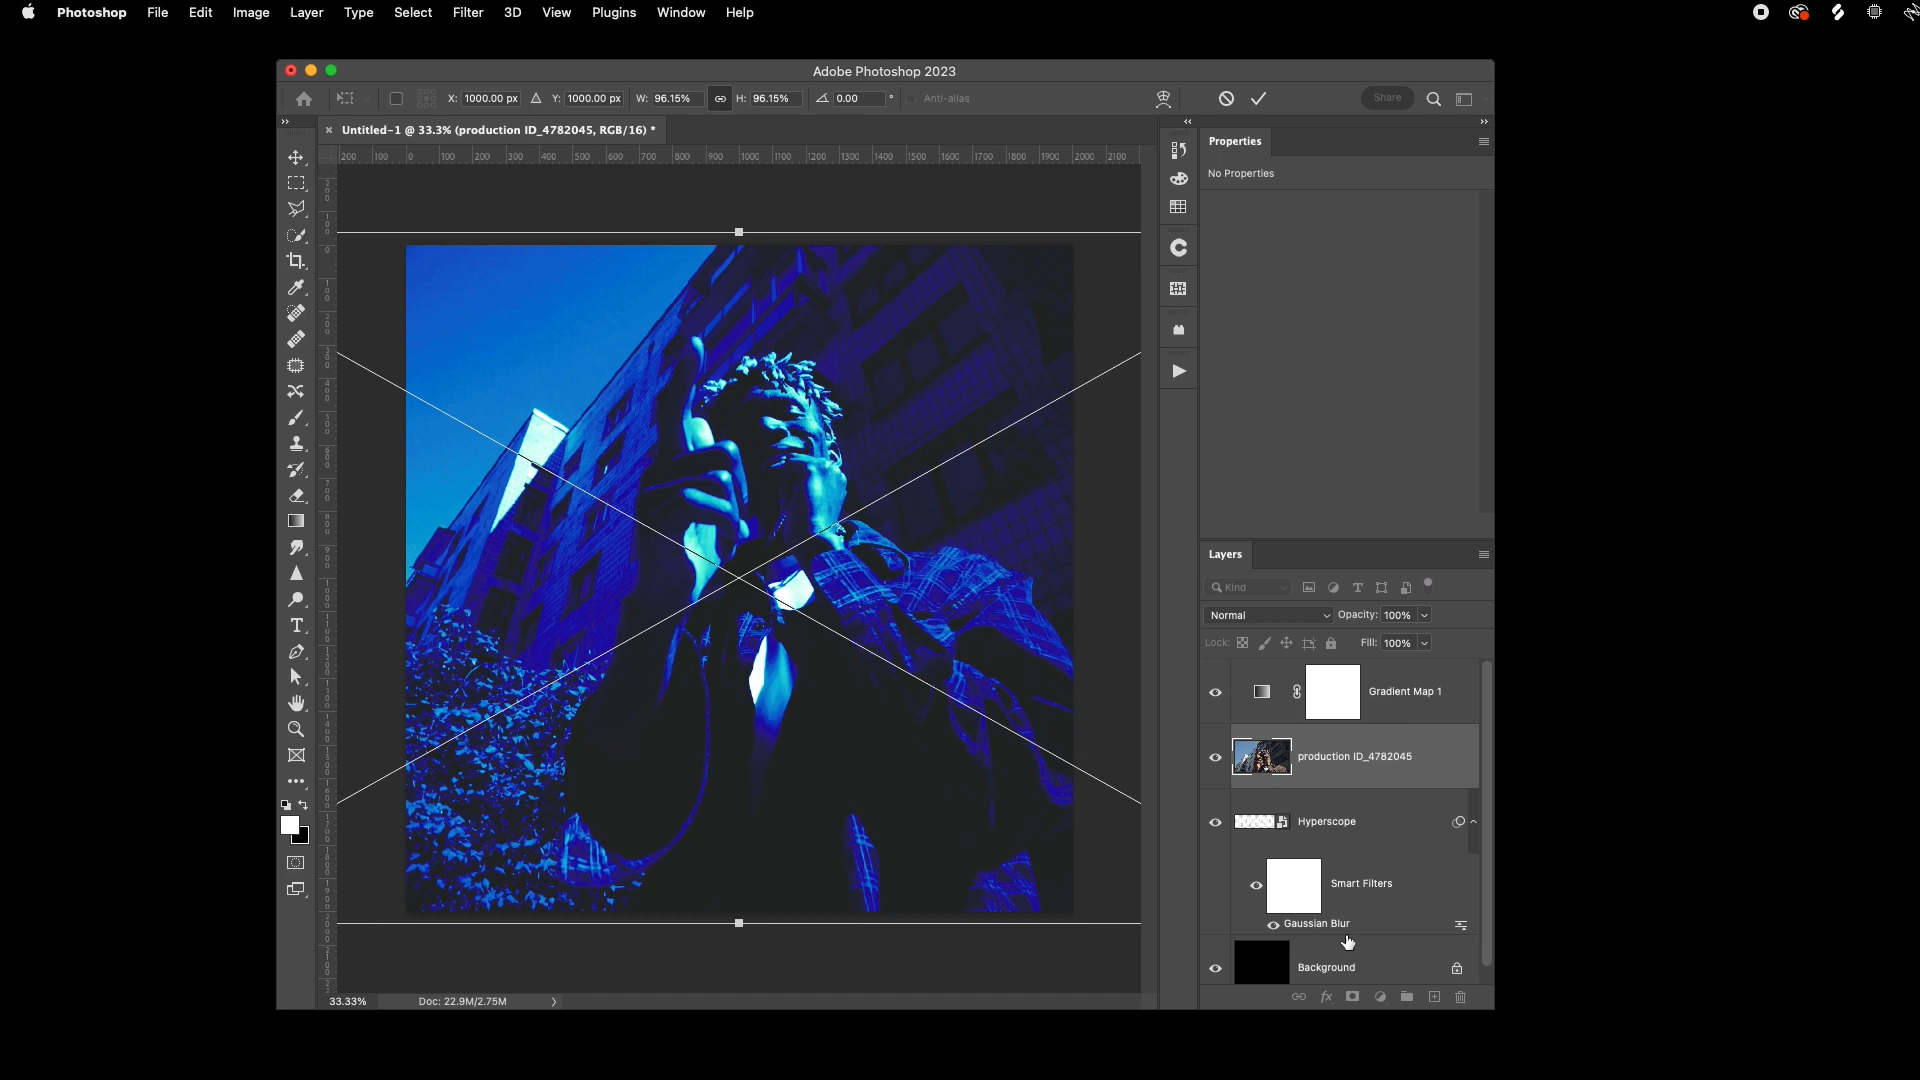 Photoshop File Edit Image Layer Type Select Filter 3D View Plugins Window Help
Adobe Photoshop 2023
X: 1000.00 px Y: 1000.00 px W: 96.15% H: 96.15% 0.00 ° Anti-alias Share
× Untitled-1 @ 33.3% (production ID_4782045, RGB/16) *
200 100 0 100 200 300 400 500 600 700 800 900 1000 1100 1200 1300 1400 1500 1600 1700 1800 1900 2000 2100
Properties
No Properties
Layers
Kind
Normal Opacity: 100%
Lock: Fill: 100%
Gradient Map 1
production ID_4782045
Hyperscope
Smart Filters
Gaussian Blur
Background
33.33% Doc: 22.9M/2.75M